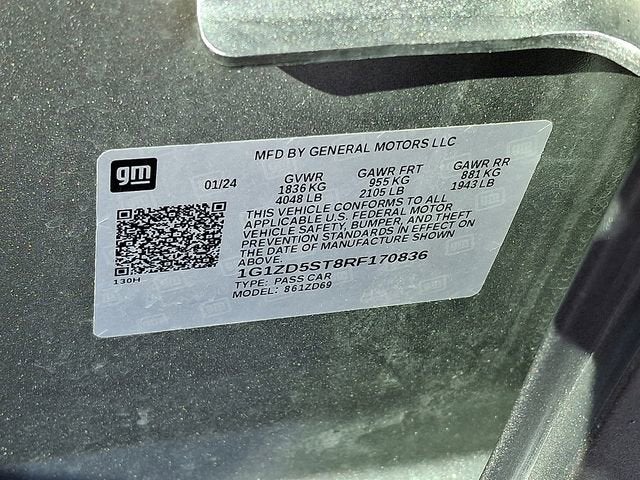 gm
MFD BY GENERAL MOTORS LLC
01/24
GVWR GAWR FRT GAWR RR
1836 KG 955 KG 881 KG
4048 LB 2105 LB 1943 LB
THIS VEHICLE CONFORMS TO ALL
APPLICABLE U.S. FEDERAL MOTOR
VEHICLE SAFETY, BUMPER, AND THEFT
PREVENTION STANDARDS IN EFFECT ON
THE DATE OF MANUFACTURE SHOWN
ABOVE.
1G1ZD5ST8RF170836
TYPE: PASS CAR
MODEL: 861ZD69
130H